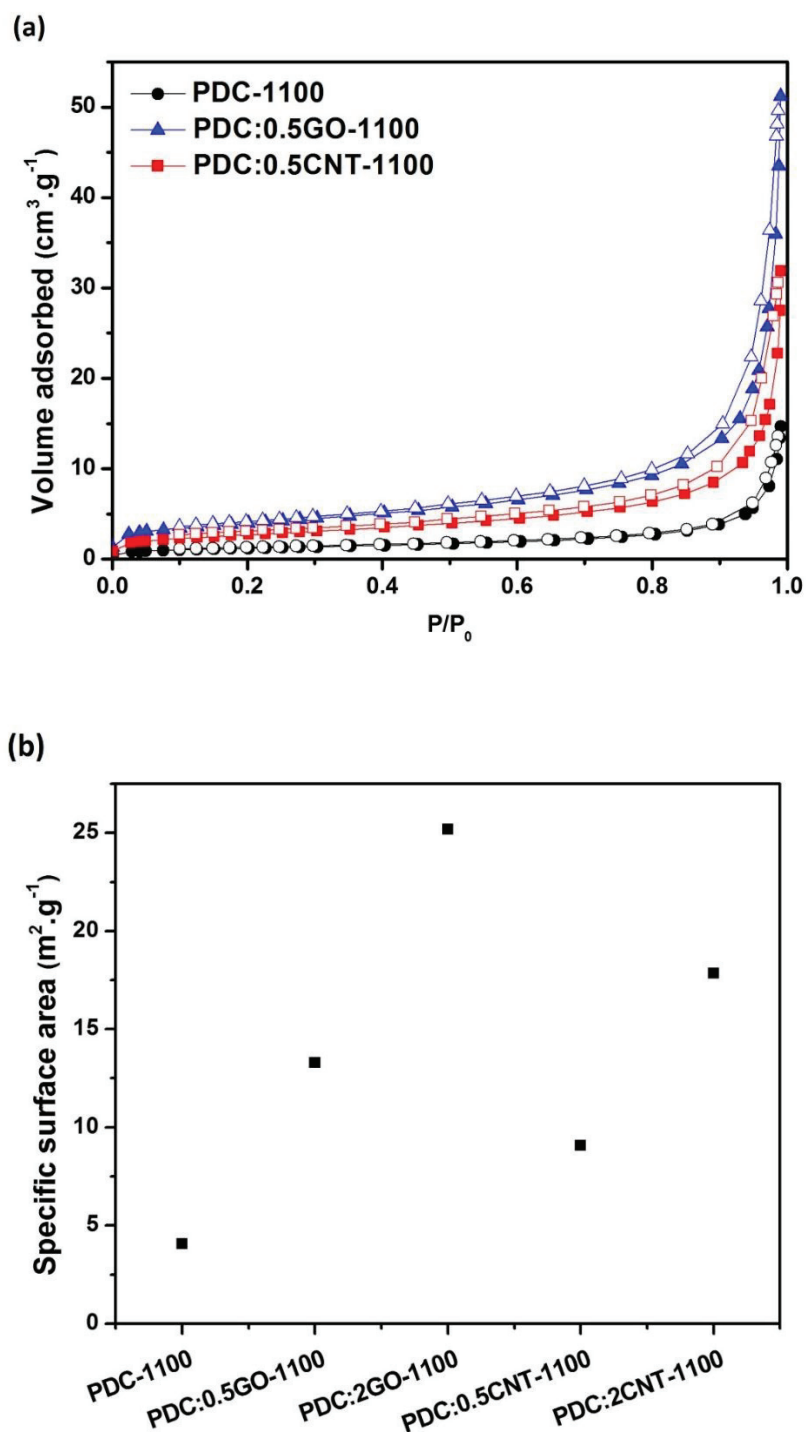 (a)
50
40
30
20
10
0
Volume adsorbed (cm³.g⁻¹)
PDC-1100
PDC:0.5GO-1100
PDC:0.5CNT-1100
0.0 0.2 0.4 0.6 0.8 1.0
P/P₀
(b)
25
20
15
10
5
0
Specific surface area (m².g⁻¹)
PDC-1100
PDC:0.5GO-1100
PDC:2GO-1100
PDC:0.5CNT-1100
PDC:2CNT-1100